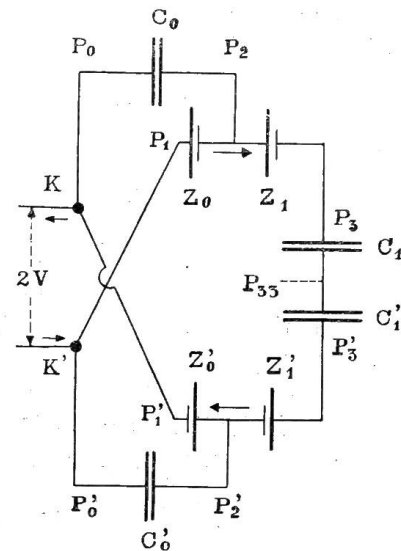 C₀
P₀ P₂
P₁
Z₀ Z₁
K
P₃
C₁
2V
P₃₃
C₁'
K'
P₃'
Z₀' Z₁'
P₁'
P₀' P₂'
C₀'